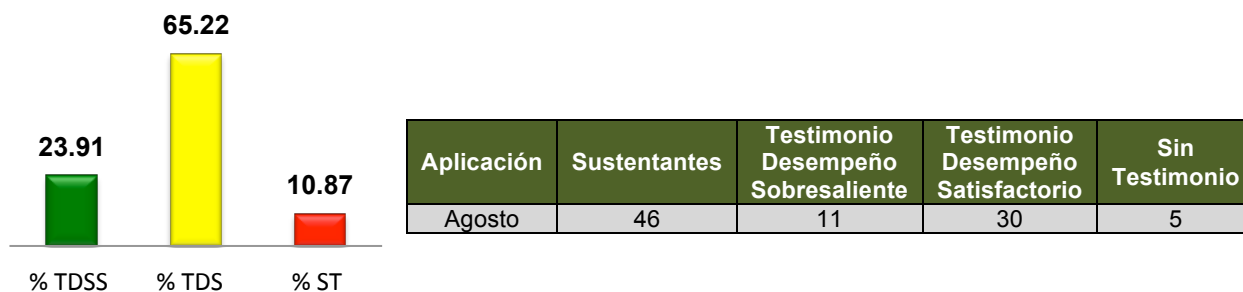 65.22
23.91
10.87
% TDSS % TDS % ST
Aplicación Sustentantes Testimonio Desempeño Sobresaliente Testimonio Desempeño Satisfactorio Sin Testimonio
Agosto 46 11 30 5